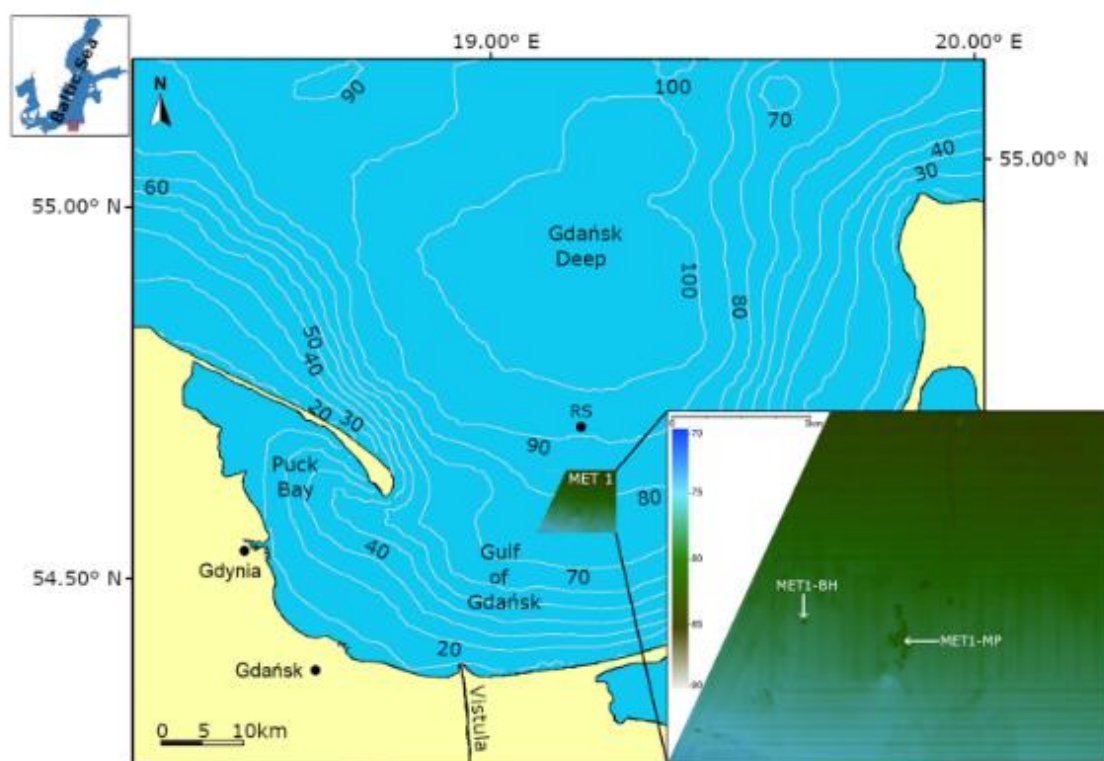 Baltic Sea
19.00° E
20.00° E
N
90
100
70
40
30
55.00° N
60
55.00° N
Gdańsk
Deep
100
80
50
40
20
30
RS
90
Puck
Bay
MET 1
80
0
5km
-70
-75
-80
-85
-90
MET1-BH
MET1-MP
40
Gulf
of
Gdańsk
70
54.50° N
Gdynia
20
Gdańsk
Vistula
0 5 10km